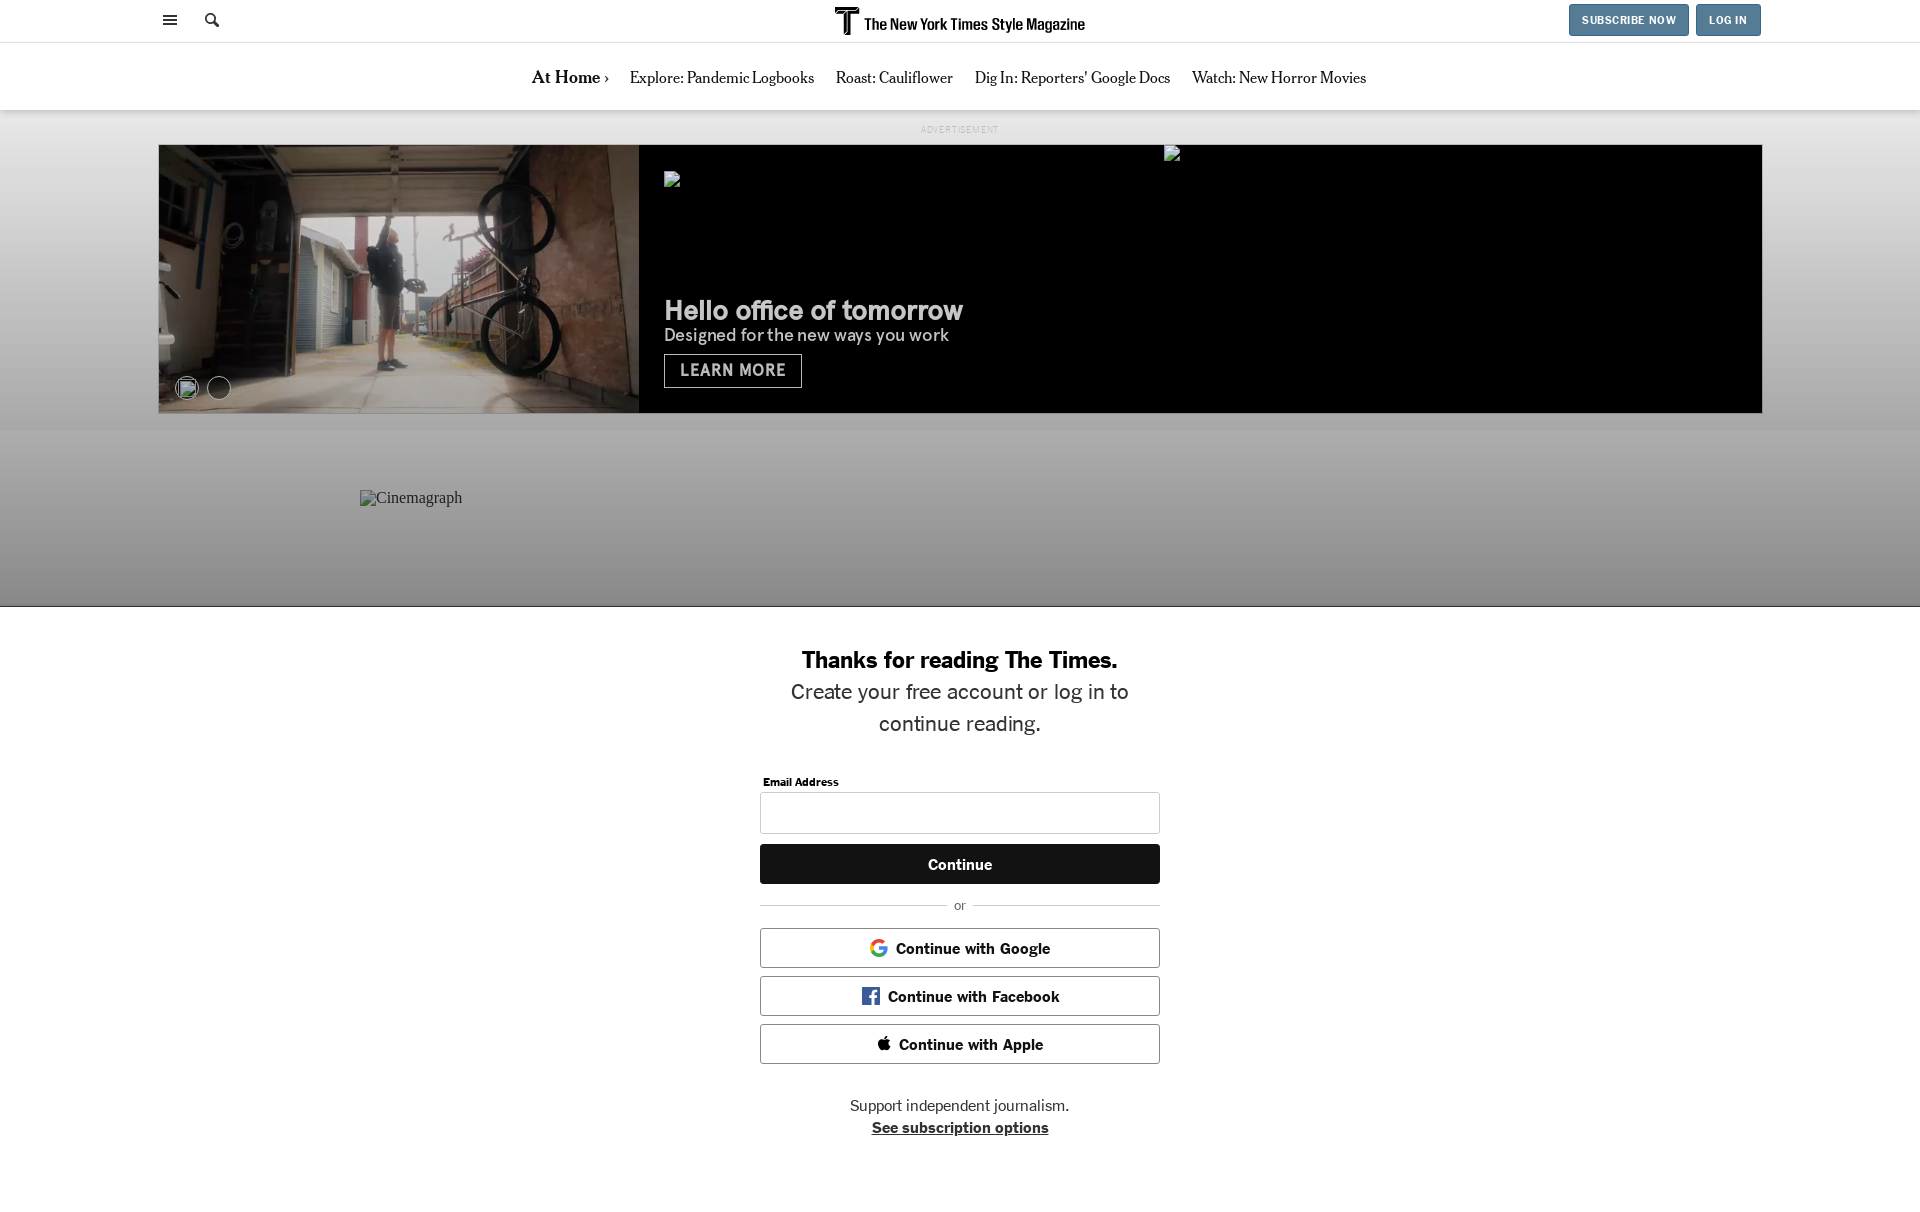 The New York Times Style Magazine
SUBSCRIBE NOW
LOG IN
At Home ›
Explore: Pandemic Logbooks
Roast: Cauliflower
Dig In: Reporters' Google Docs
Watch: New Horror Movies
ADVERTISEMENT
Hello office of tomorrow
Designed for the new ways you work
LEARN MORE
Cinemagraph
Thanks for reading The Times.
Create your free account or log in to
continue reading.
Email Address
Continue
or
Continue with Google
Continue with Facebook
Continue with Apple
Support independent journalism.
See subscription options